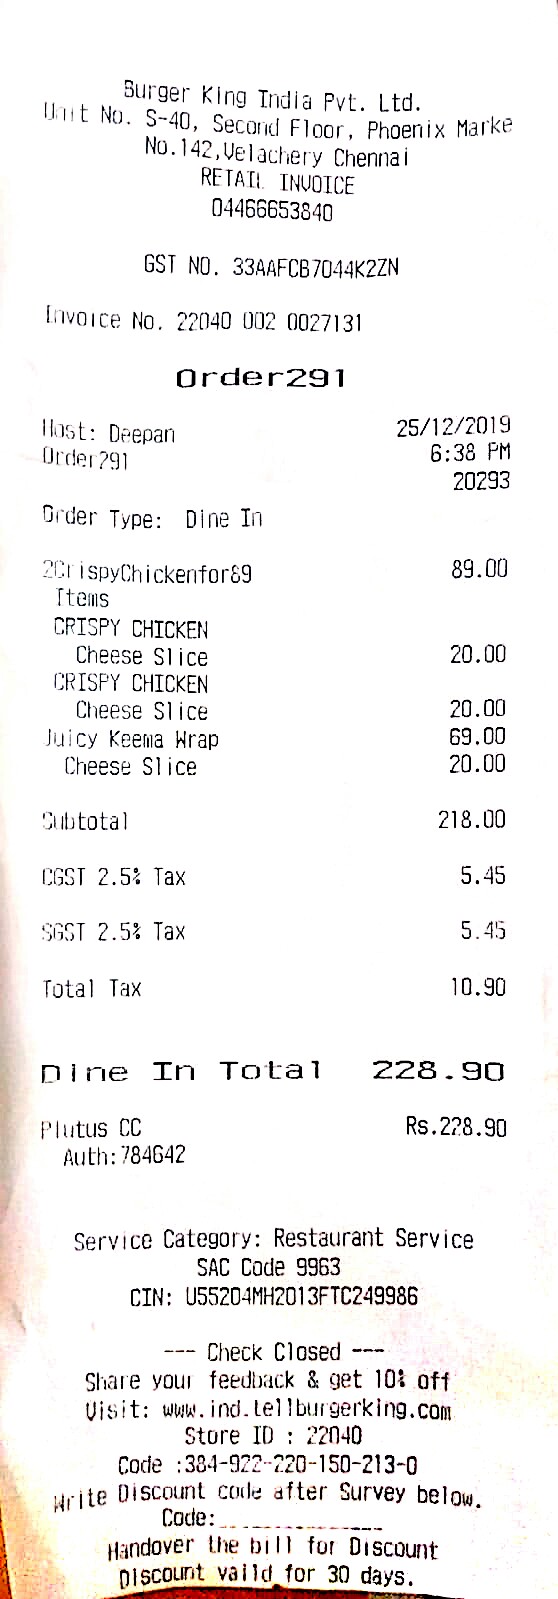 Burger King India Pvt. Ltd.
Unit No. S-40, Second Floor, Phoenix Marke
No.142,Velachery Chennai
RETAIL INVOICE
04466653840
GST NO. 33AAFCB7044K2ZN
Invoice No. 22040 002 0027131
Order291
Host: Deepan 25/12/2019
Order291 6:38 PM
20293
Order Type: Dine In
2CrispyChickenfor89 89.00
Items
CRISPY CHICKEN
Cheese Slice 20.00
CRISPY CHICKEN
Cheese Slice 20.00
Juicy Keema Wrap 69.00
Cheese Slice 20.00
Subtotal 218.00
CGST 2.5% Tax 5.45
SGST 2.5% Tax 5.45
Total Tax 10.90
Dine In Total 228.90
Plutus CC Rs.228.90
Auth:784642
Service Category: Restaurant Service
SAC Code 9963
CIN: U55204MH2013FTC249986
--- Check Closed ---
Share your feedback & get 10% off
Visit: www.ind.tellburgerking.com
Store ID : 22040
Code :384-922-220-150-213-0
Write Discount code after Survey below.
Code:_______________
Handover the bill for Discount
Discount vaild for 30 days.